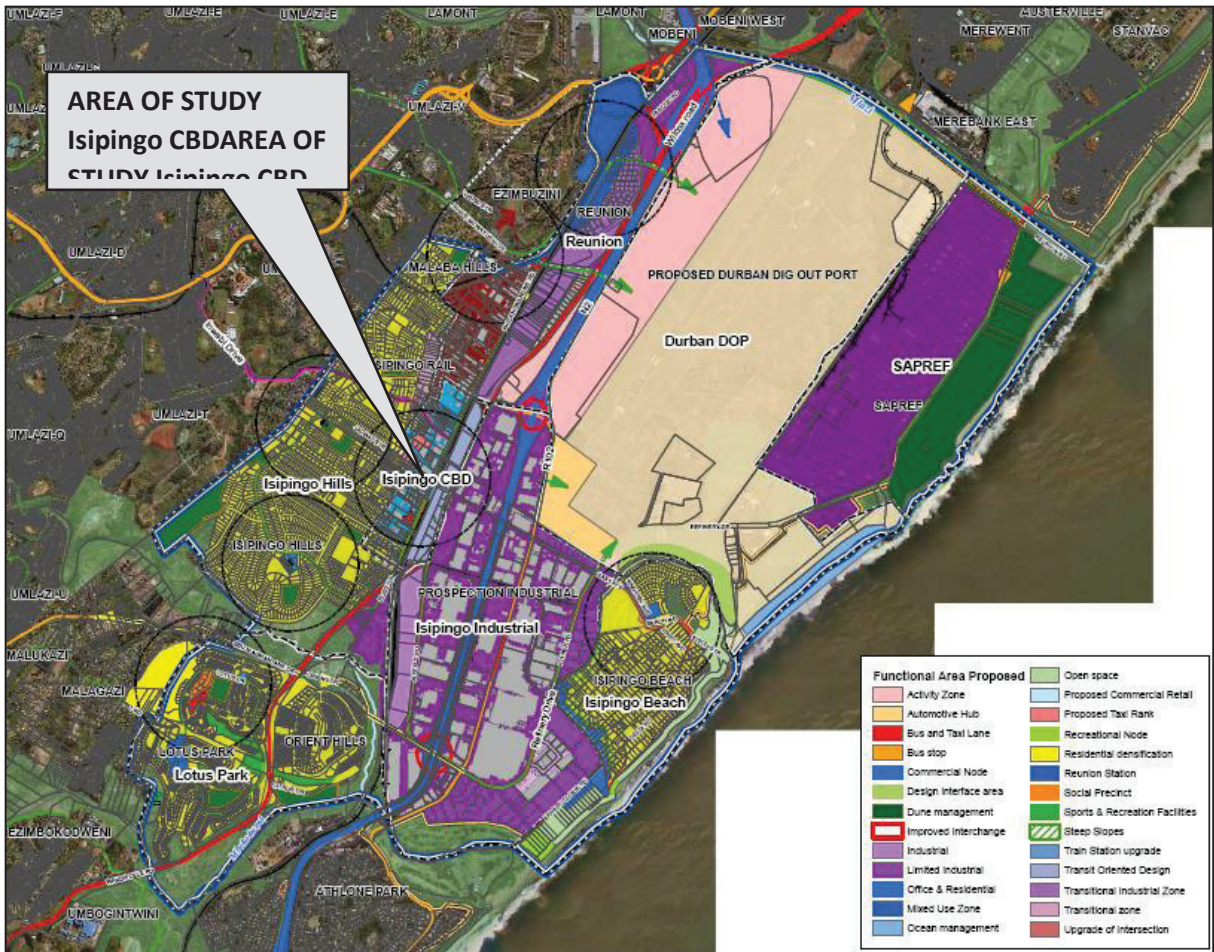 UMLAZI-F
UMLAZI-E
LAMONT
LAMONT
MOBENI WEST
MOBENI
AUSTERVILLE
MEREWENT
STANVAC
UMLAZI-V
MEREBANK EAST
AREA OF STUDY
Isipingo CBDAREA OF
STUDY Isipingo CBD
EZIMBUZINI
REUNION
Reunion
UMLAZI-D
MALABA HILLS
PROPOSED DURBAN DIG OUT PORT
N2
Durban DOP
SAPREF
SAPREF
ISIPINGO RAIL
UMLAZI-T
UMLAZI-Q
Isipingo Hills
Isipingo CBD
R102
ISIPINGO HILLS
UMLAZI-U
PROSPECTION INDUSTRIAL
Isipingo Industrial
MALUKAZI
MALAGAZI
ISIPINGO BEACH
Isipingo Beach
Refinery Drive
LOTUS PARK
Lotus Park
ORIENT HILLS
EZIMBOKODWENI
ATHLONE PARK
UMBOGINTWINI
Functional Area Proposed
Activity Zone
Automotive Hub
Bus and Taxi Lane
Bus stop
Commercial Node
Design Interface area
Dune management
Improved Interchange
Industrial
Limited Industrial
Office & Residential
Mixed Use Zone
Ocean management
Open space
Proposed Commercial Retail
Proposed Taxi Rank
Recreational Node
Residential densification
Reunion Station
Social Precinct
Sports & Recreation Facilities
Steep Slopes
Train Station upgrade
Transit Oriented Design
Transitional Industrial Zone
Transitional zone
Upgrade of Intersection